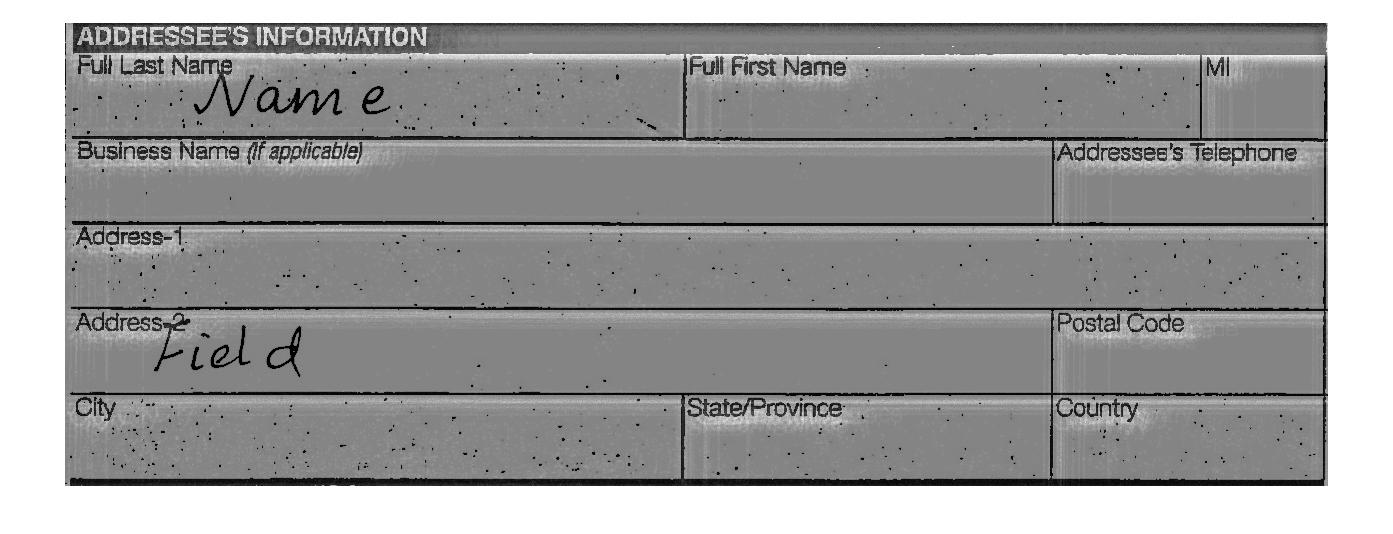 ADDRESSEE'S INFORMATION
Full Last Name Full First Name MI
Name
Business Name (If applicable) Addressee's Telephone
Address-1
Address-2 Postal Code
Field
City State/Province Country